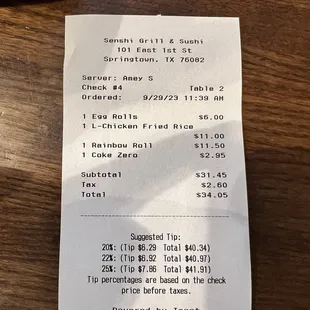 Senshi Grill & Sushi
101 East 1st St
Springtown, TX 76082
Server: Amey S
Check #4 Table 2
Ordered: 9/29/23 11:39 AM
1 Egg Rolls $6.00
1 L-Chicken Fried Rice
$11.00
1 Rainbow Roll $11.50
1 Coke Zero $2.95
Subtotal $31.45
Tax $2.60
Total $34.05
Suggested Tip:
20%: (Tip $6.29 Total $40.34)
22%: (Tip $6.92 Total $40.97)
25%: (Tip $7.86 Total $41.91)
Tip percentages are based on the check
price before taxes.
Powered by Toast